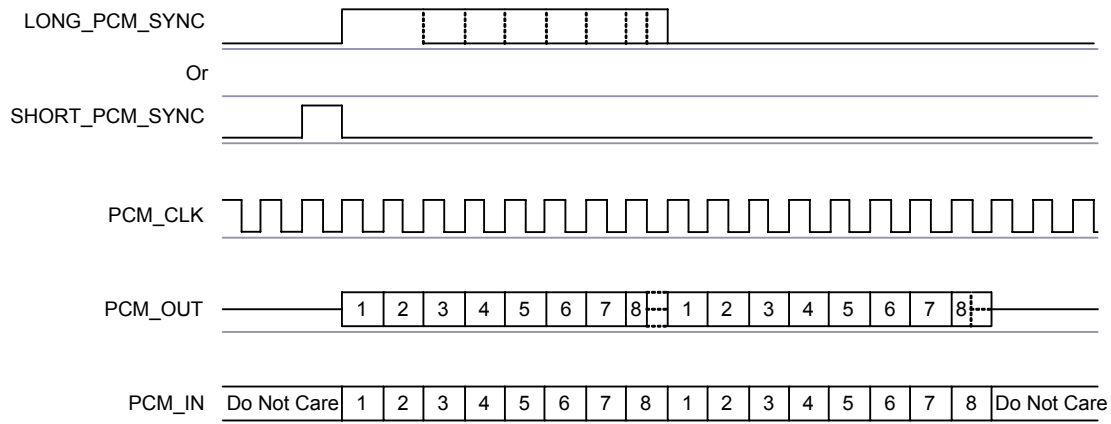 LONG_PCM_SYNC
Or
SHORT_PCM_SYNC
PCM_CLK
PCM_OUT 1 2 3 4 5 6 7 8 1 2 3 4 5 6 7 8
PCM_IN Do Not Care 1 2 3 4 5 6 7 8 1 2 3 4 5 6 7 8 Do Not Care